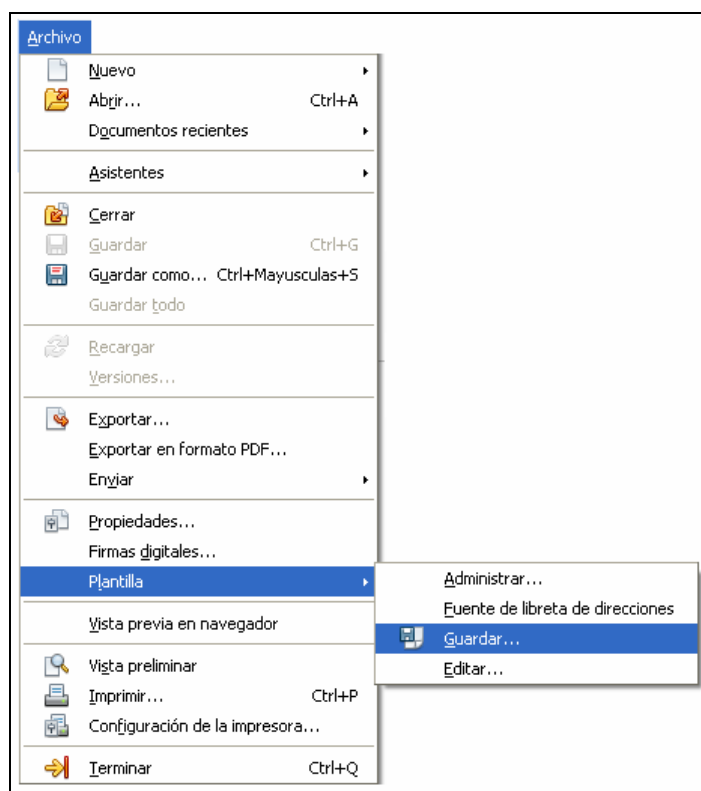 Archivo
Nuevo
Abrir... Ctrl+A
Documentos recientes
Asistentes
Cerrar
Guardar Ctrl+G
Guardar como... Ctrl+Mayusculas+S
Guardar todo
Recargar
Versiones...
Exportar...
Exportar en formato PDF...
Enviar
Propiedades...
Firmas digitales...
Plantilla
Administrar...
Fuente de libreta de direcciones
Guardar...
Editar...
Vista previa en navegador
Vista preliminar
Imprimir... Ctrl+P
Configuración de la impresora...
Terminar Ctrl+Q